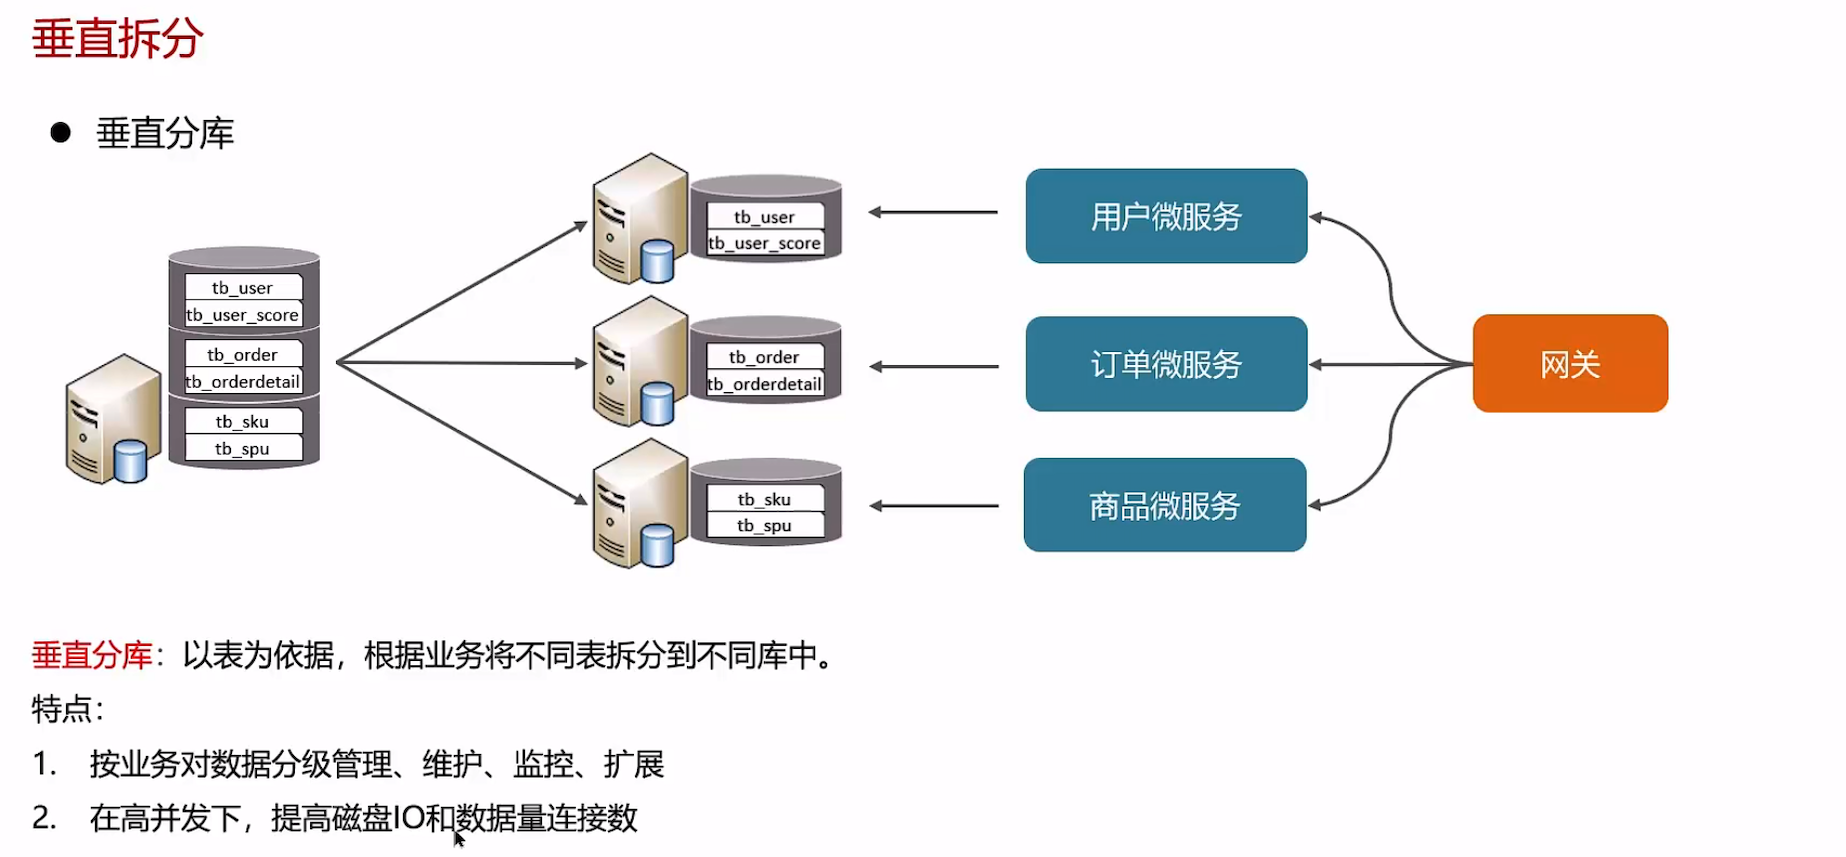 垂直拆分
● 垂直分库
tb_user
tb_user_score
tb_order
tb_orderdetail
tb_sku
tb_spu
tb_user
tb_user_score
tb_order
tb_orderdetail
tb_sku
tb_spu
用户微服务
订单微服务
商品微服务
网关
垂直分库：以表为依据，根据业务将不同表拆分到不同库中。
特点：
1. 按业务对数据分级管理、维护、监控、扩展
2. 在高并发下，提高磁盘IO和数据量连接数